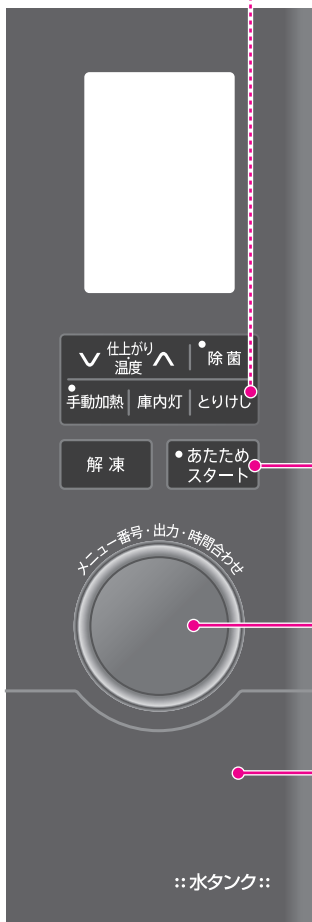 仕上がり
温度
除菌
手動加熱
庫内灯
とりけし
解凍
あたため
スタート
メニュー番号・出力・時間合わせ
::水タンク::